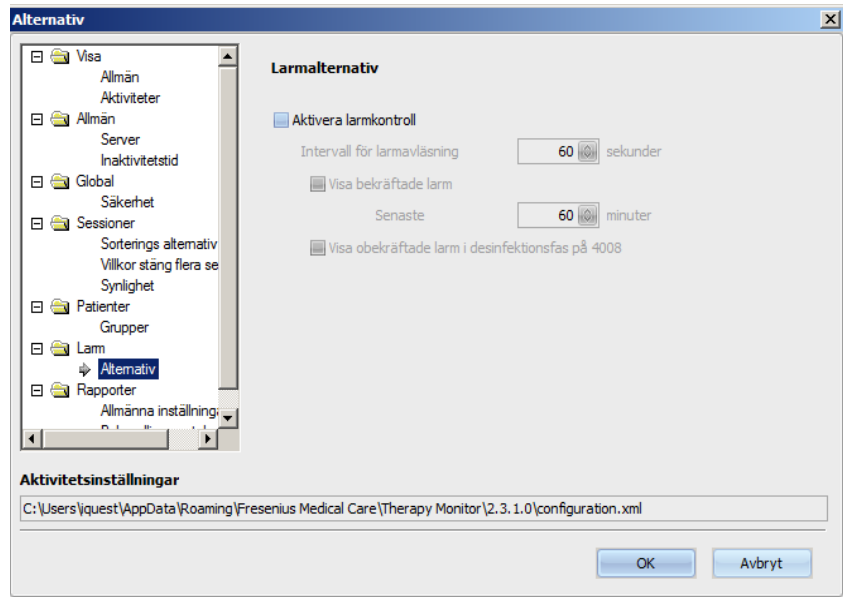 Alternativ
Visa
Allmän
Aktiviteter
Allmän
Server
Inaktivitetstid
Global
Säkerhet
Sessioner
Sorterings alternativ
Villkor stäng flera se
Synlighet
Patienter
Grupper
Larm
Alternativ
Rapporter
Allmänna inställning
Larmalternativ
Aktivera larmkontroll
Intervall för larmavläsning 60 sekunder
Visa bekräftade larm
Senaste 60 minuter
Visa obekräftade larm i desinfektionsfas på 4008
Aktivitetsinställningar
C:\Users\iquest\AppData\Roaming\Fresenius Medical Care\Therapy Monitor\2.3.1.0\configuration.xml
OK Avbryt